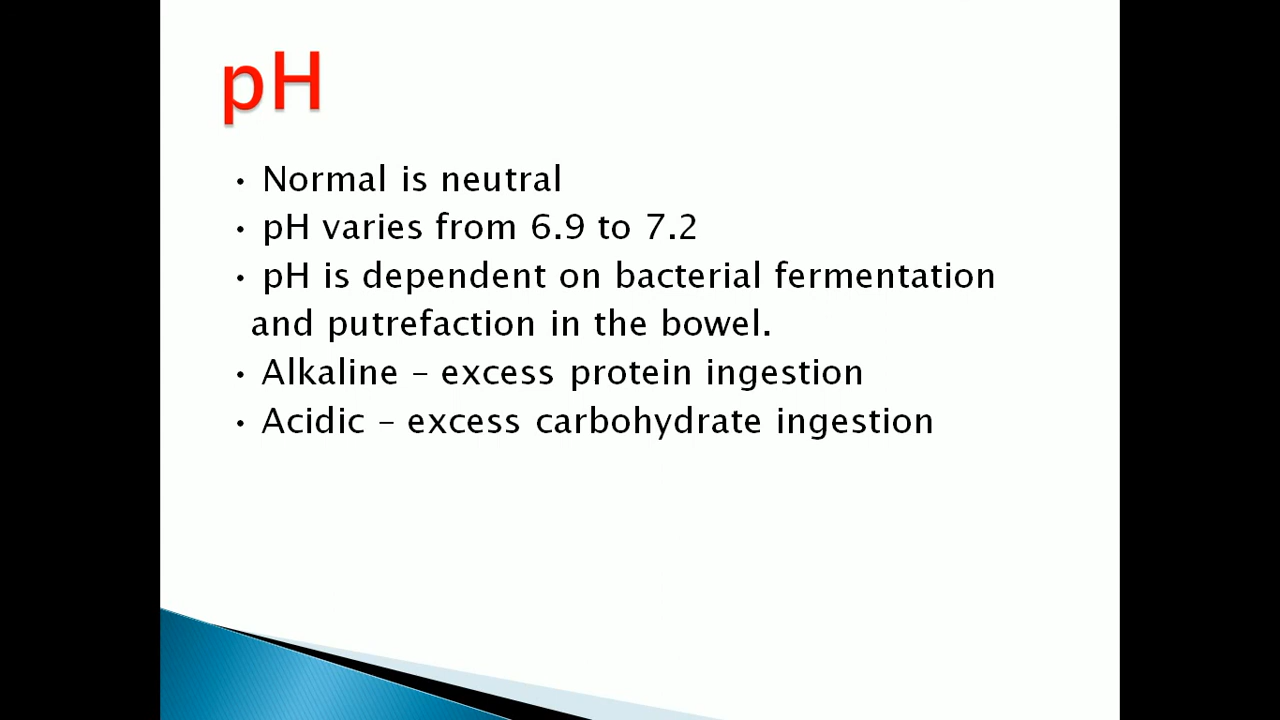 pH
• Normal is neutral
• pH varies from 6.9 to 7.2
• pH is dependent on bacterial fermentation
and putrefaction in the bowel.
• Alkaline – excess protein ingestion
• Acidic – excess carbohydrate ingestion